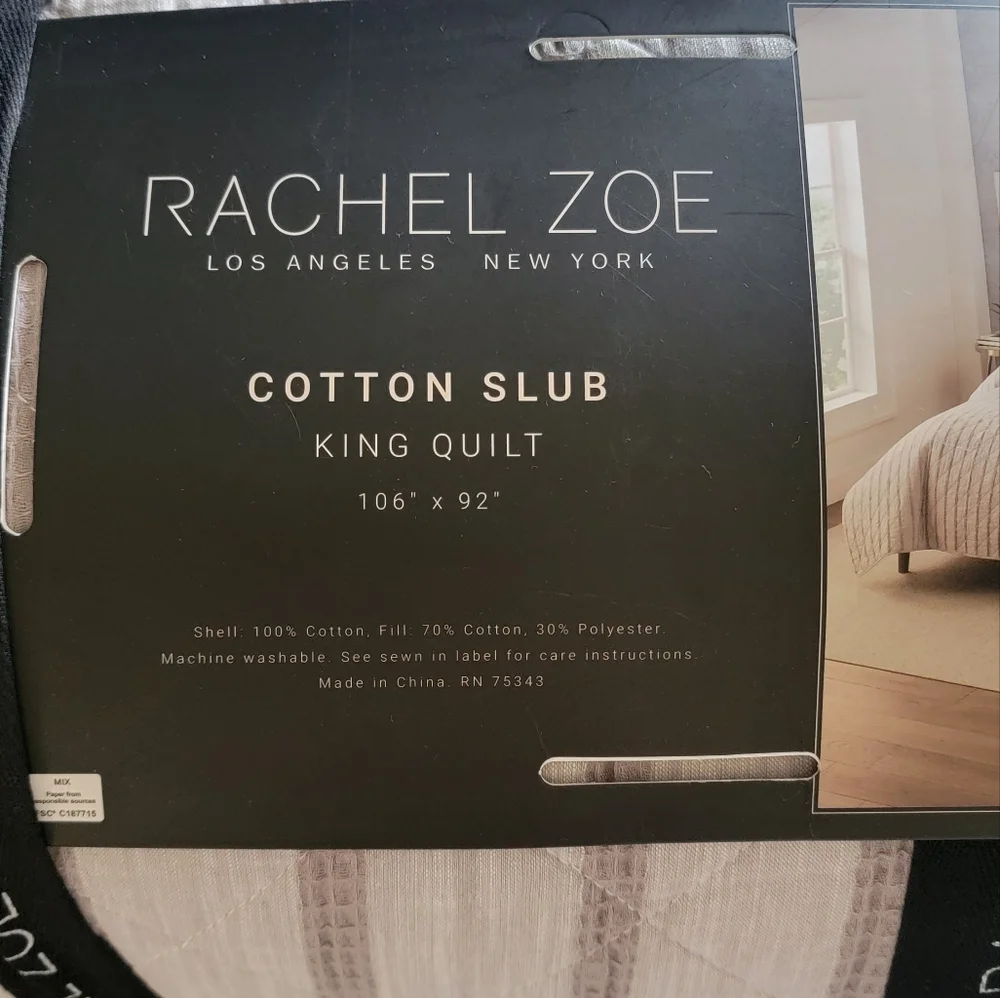 RACHEL ZOE
LOS ANGELES NEW YORK
COTTON SLUB
KING QUILT
106" x 92"
Shell: 100% Cotton, Fill: 70% Cotton, 30% Polyester.
Machine washable. See sewn in label for care instructions.
Made in China. RN 75343
MIX
Paper from
responsible sources
FSC® C187715